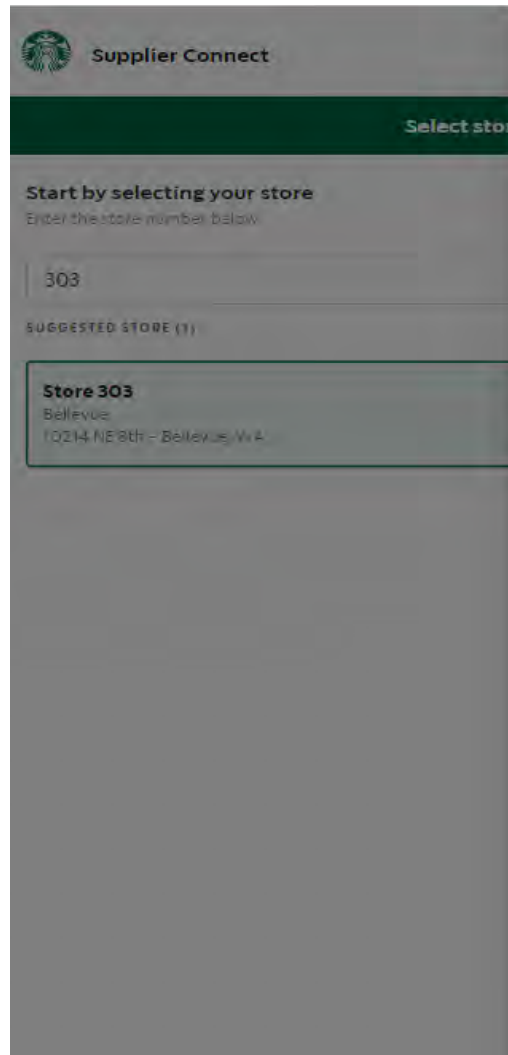 Supplier Connect
Select stor
Start by selecting your store
Enter the store number below
303
SUGGESTED STORE (1)
Store 303
Bellevue
10214 NE 8th – Bellevue, WA